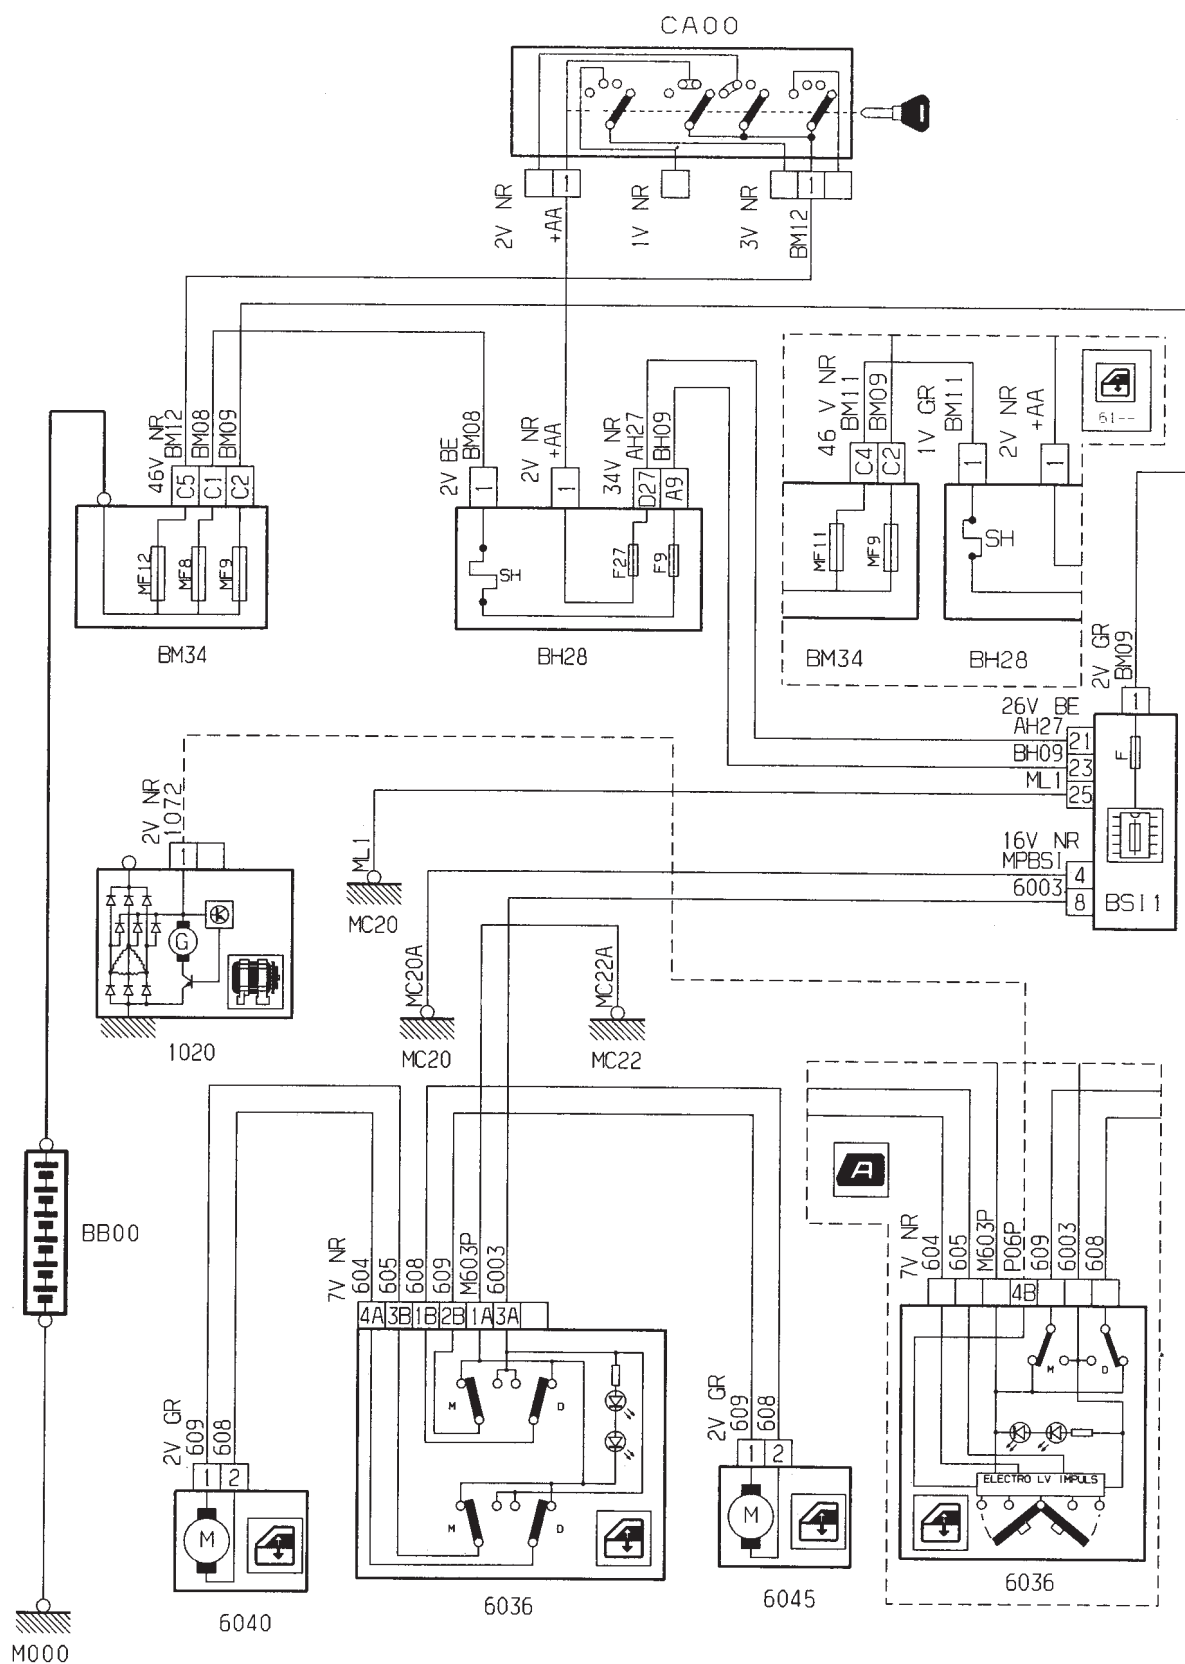 CA00
1
1
2V NR
+AA
1V NR
3V NR
BM12
46V NR
BM12
BM08
BM09
C5
C1
C2
MF12
MF8
MF9
BM34
2V BE
BM08
2V NR
+AA
34V NR
AH27
BH09
1
1
D27
A9
SH
F27
F9
BH28
46 V NR
BM11
BM09
1V GR
BM11
2V NR
+AA
61--
C4
C2
1
1
MF11
MF9
SH
BM34
BH28
2V GR
BM09
1
26V BE
AH27
21
BH09
23
ML1
25
F
16V NR
MPBSI
4
6003
8
BSI1
2V NR
1072
1
G
1020
ML1
MC20
MC20A
MC20
MC22A
MC22
BB00
M000
7V NR
604
605
608
609
M603P
6003
4A
3B
1B
2B
1A
3A
M
D
M
D
6036
2V GR
609
608
1
2
M
6040
2V GR
609
608
1
2
M
6045
A
7V NR
604
605
M603P
P06P
609
6003
608
4B
M
D
ELECTRO LV IMPULS
6036